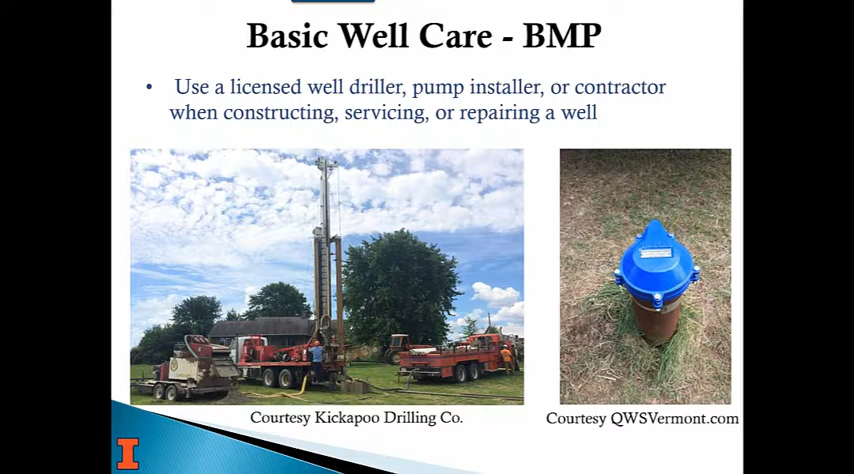 Basic Well Care - BMP
• Use a licensed well driller, pump installer, or contractor
when constructing, servicing, or repairing a well
Courtesy Kickapoo Drilling Co.
Courtesy QWSVermont.com
I